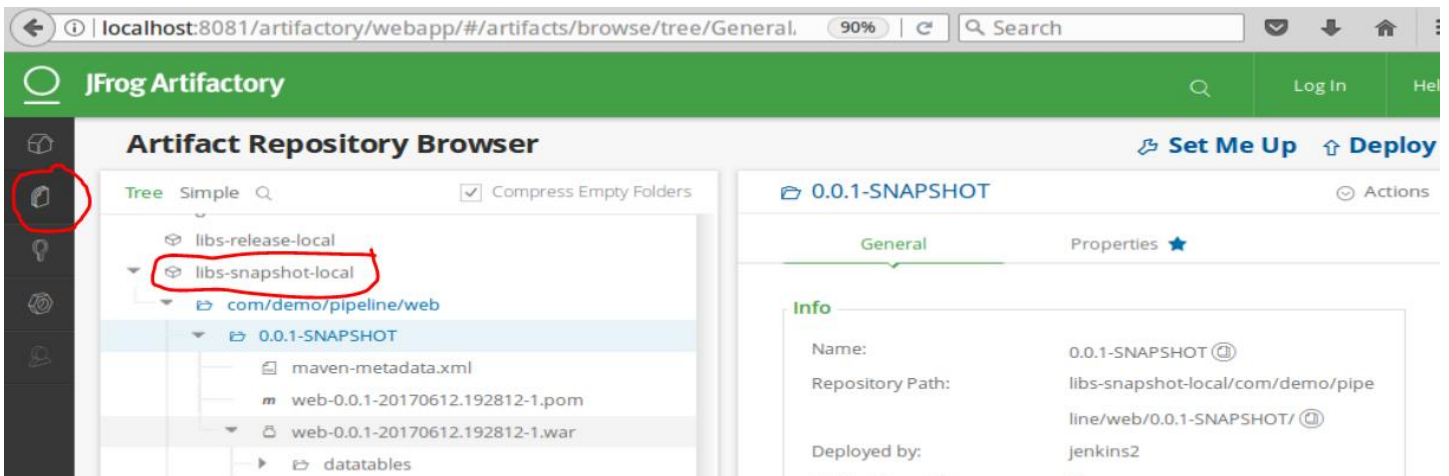 localhost:8081/artifactory/webapp/#/artifacts/browse/tree/General. 90% Search
JFrog Artifactory Log In Hel
Artifact Repository Browser Set Me Up Deploy
Tree Simple Compress Empty Folders
0.0.1-SNAPSHOT Actions
libs-release-local
libs-snapshot-local
com/demo/pipeline/web
0.0.1-SNAPSHOT
maven-metadata.xml
m web-0.0.1-20170612.192812-1.pom
web-0.0.1-20170612.192812-1.war
datatables
General Properties
Info
Name: 0.0.1-SNAPSHOT
Repository Path: libs-snapshot-local/com/demo/pipe
line/web/0.0.1-SNAPSHOT/
Deployed by: jenkins2